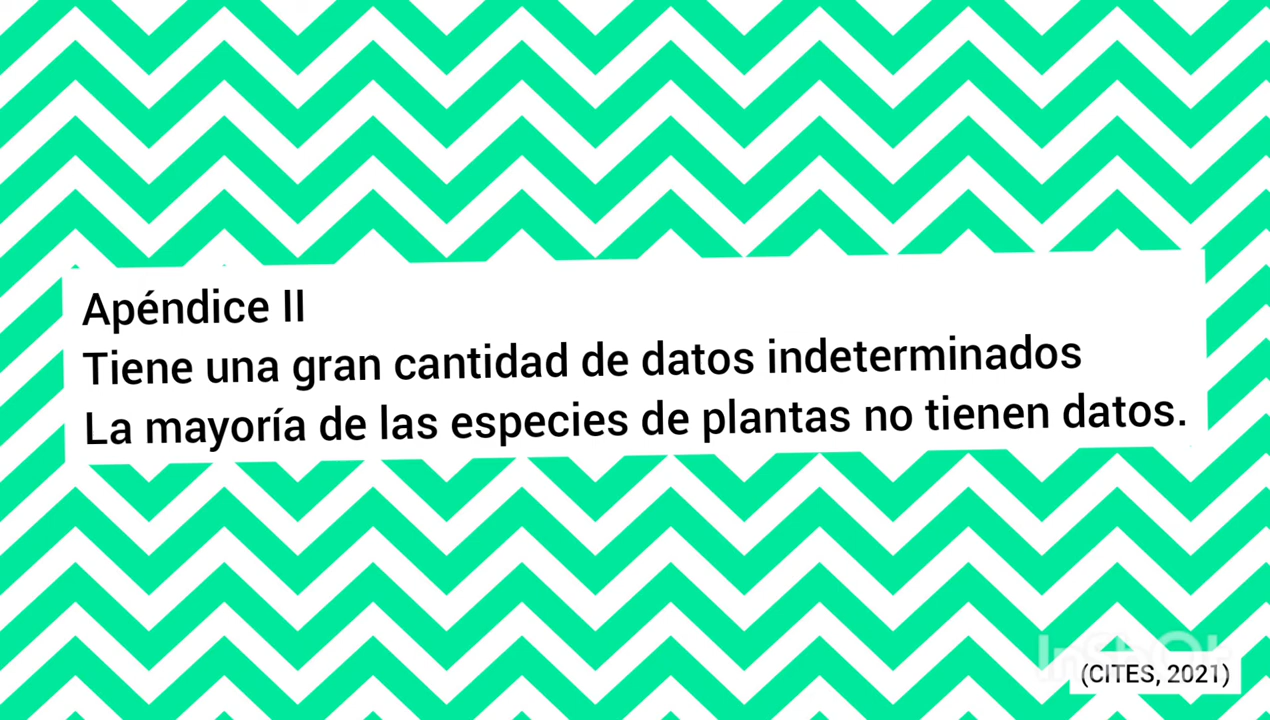 Apéndice II
Tiene una gran cantidad de datos indeterminados
La mayoría de las especies de plantas no tienen datos.
InShOt
(CITES, 2021)